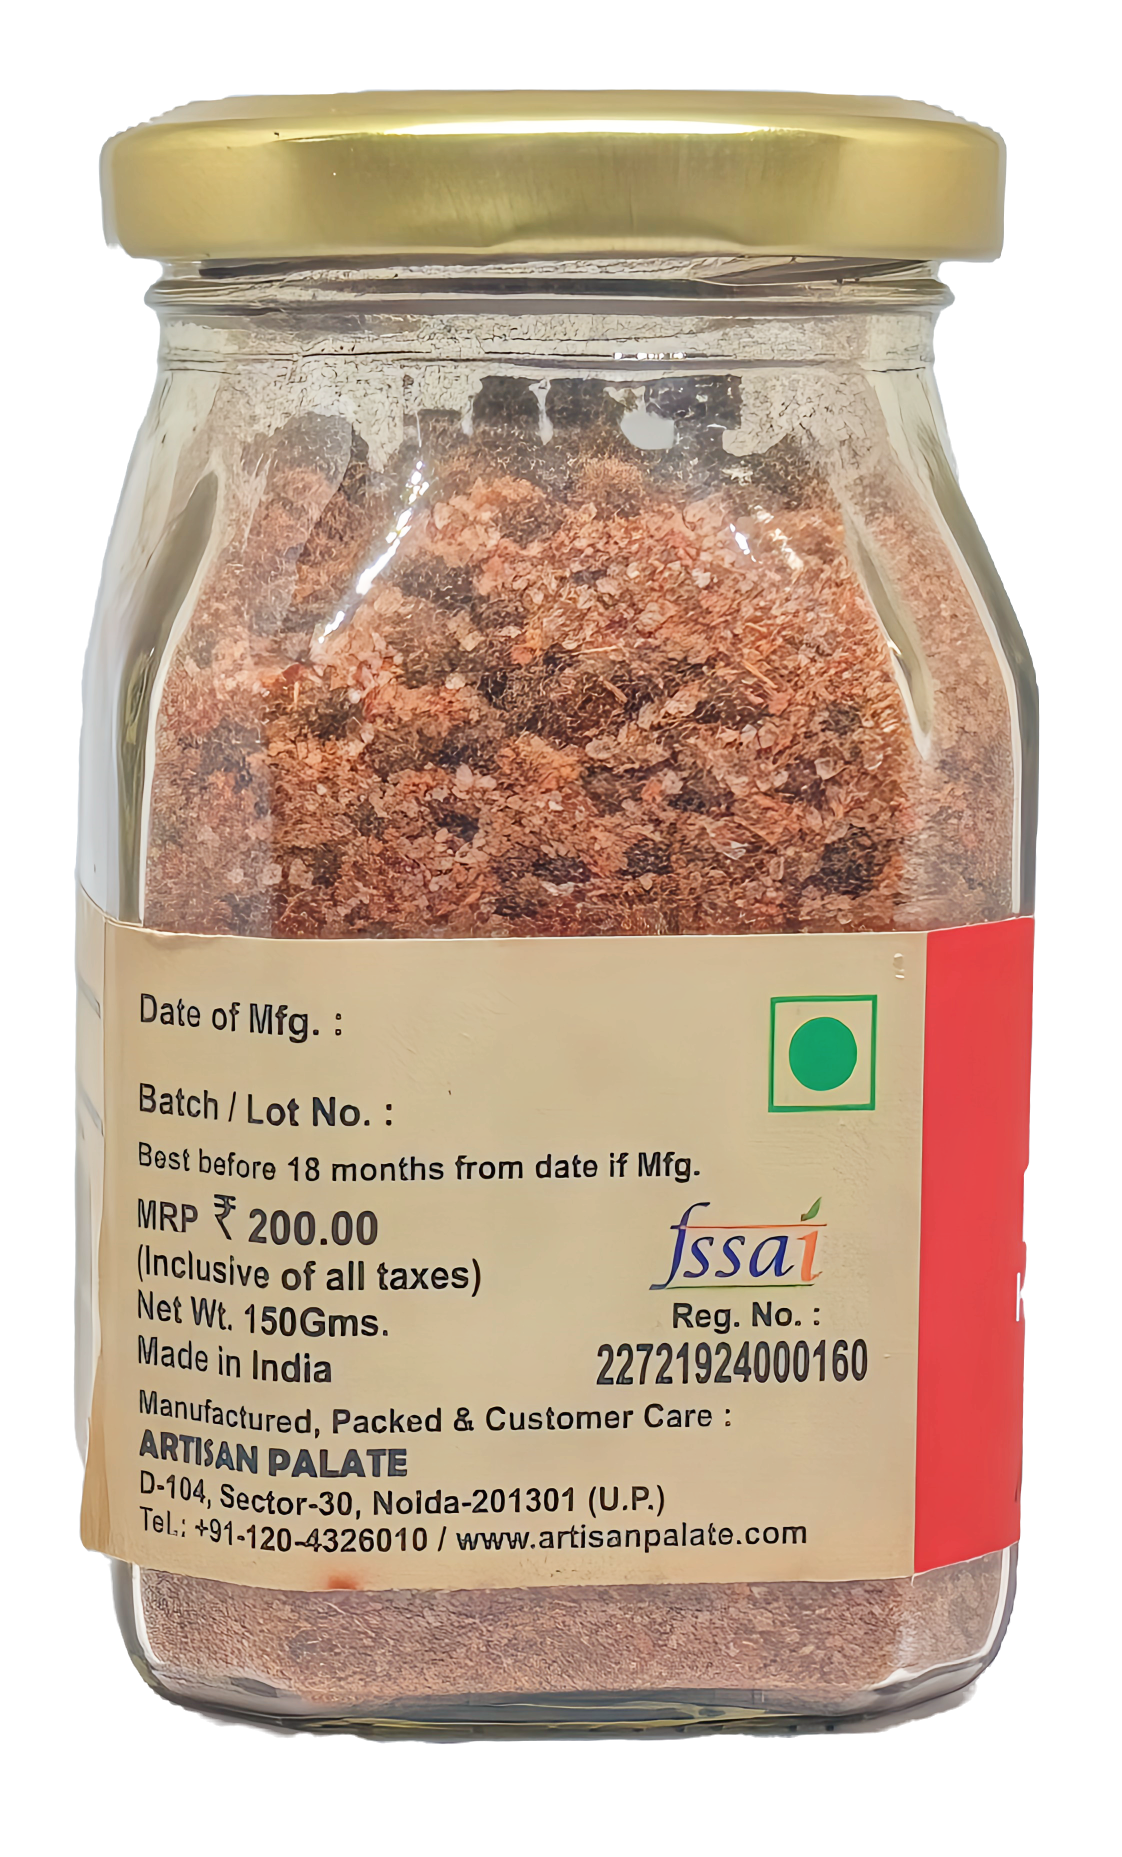 Date of Mfg. :
Batch / Lot No. :
Best before 18 months from date if Mfg.
MRP ₹ 200.00
(Inclusive of all taxes)
Net Wt. 150Gms.
Made in India
fssai
Reg. No. :
22721924000160
Manufactured, Packed & Customer Care :
ARTISAN PALATE
D-104, Sector-30, Noida-201301 (U.P.)
Tel.: +91-120-4326010 / www.artisanpalate.com